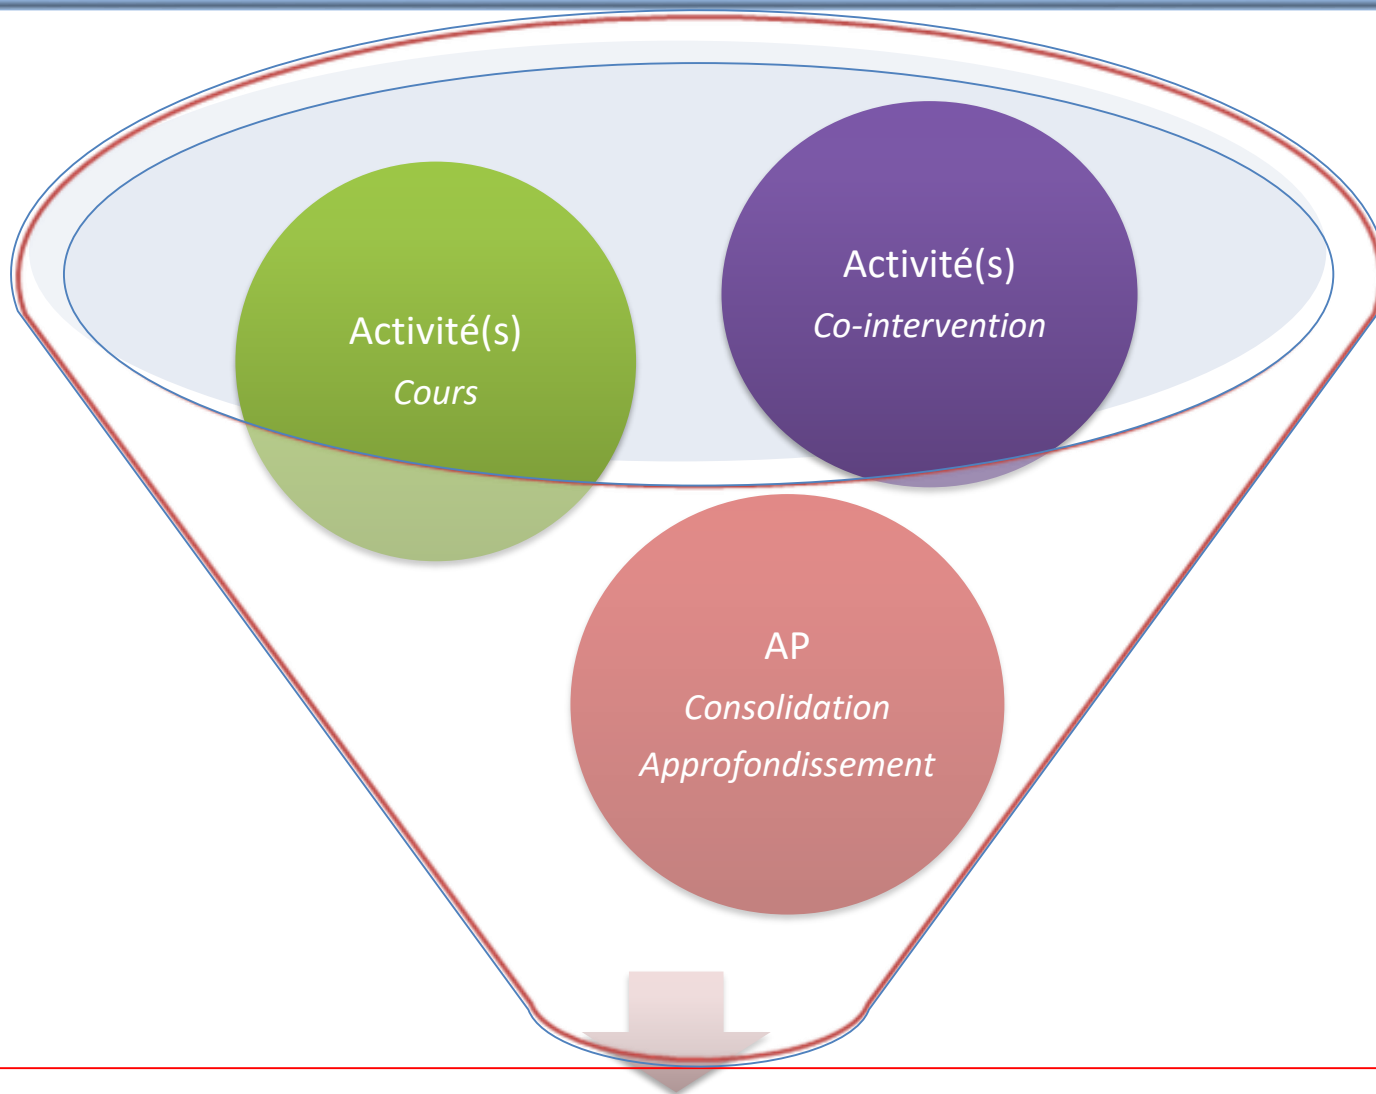 Activité(s)
Cours
Activité(s)
Co-intervention
AP
Consolidation
Approfondissement